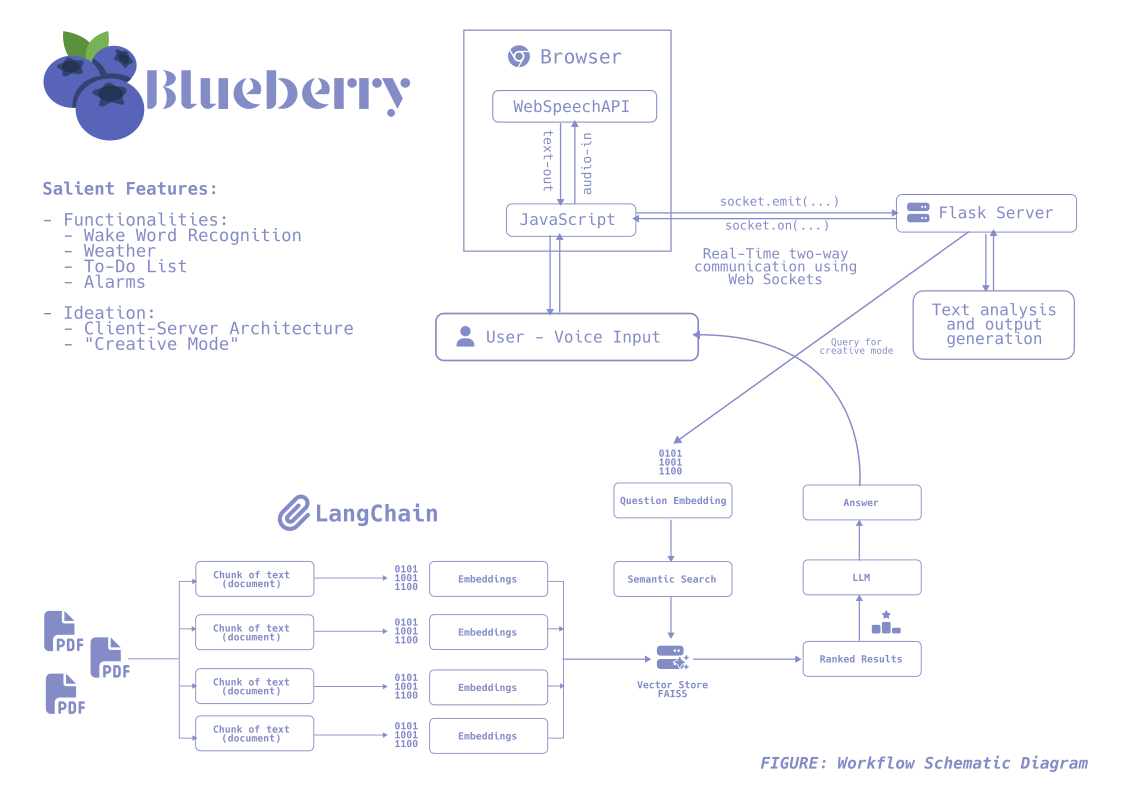 Blueberry
Salient Features:
- Functionalities:
- Wake Word Recognition
- Weather
- To-Do List
- Alarms
- Ideation:
- Client-Server Architecture
- "Creative Mode"
Browser
WebSpeechAPI
text-out
audio-in
JavaScript
socket.emit(...)
socket.on(...)
Real-Time two-way
communication using
Web Sockets
Flask Server
Text analysis
and output
generation
User - Voice Input
Query for
creative mode
0101
1001
1100
Question Embedding
Semantic Search
Vector Store
FAISS
Answer
LLM
Ranked Results
LangChain
PDF
PDF
PDF
Chunk of text
(document)
0101
1001
1100
Embeddings
Chunk of text
(document)
0101
1001
1100
Embeddings
Chunk of text
(document)
0101
1001
1100
Embeddings
Chunk of text
(document)
0101
1001
1100
Embeddings
FIGURE: Workflow Schematic Diagram